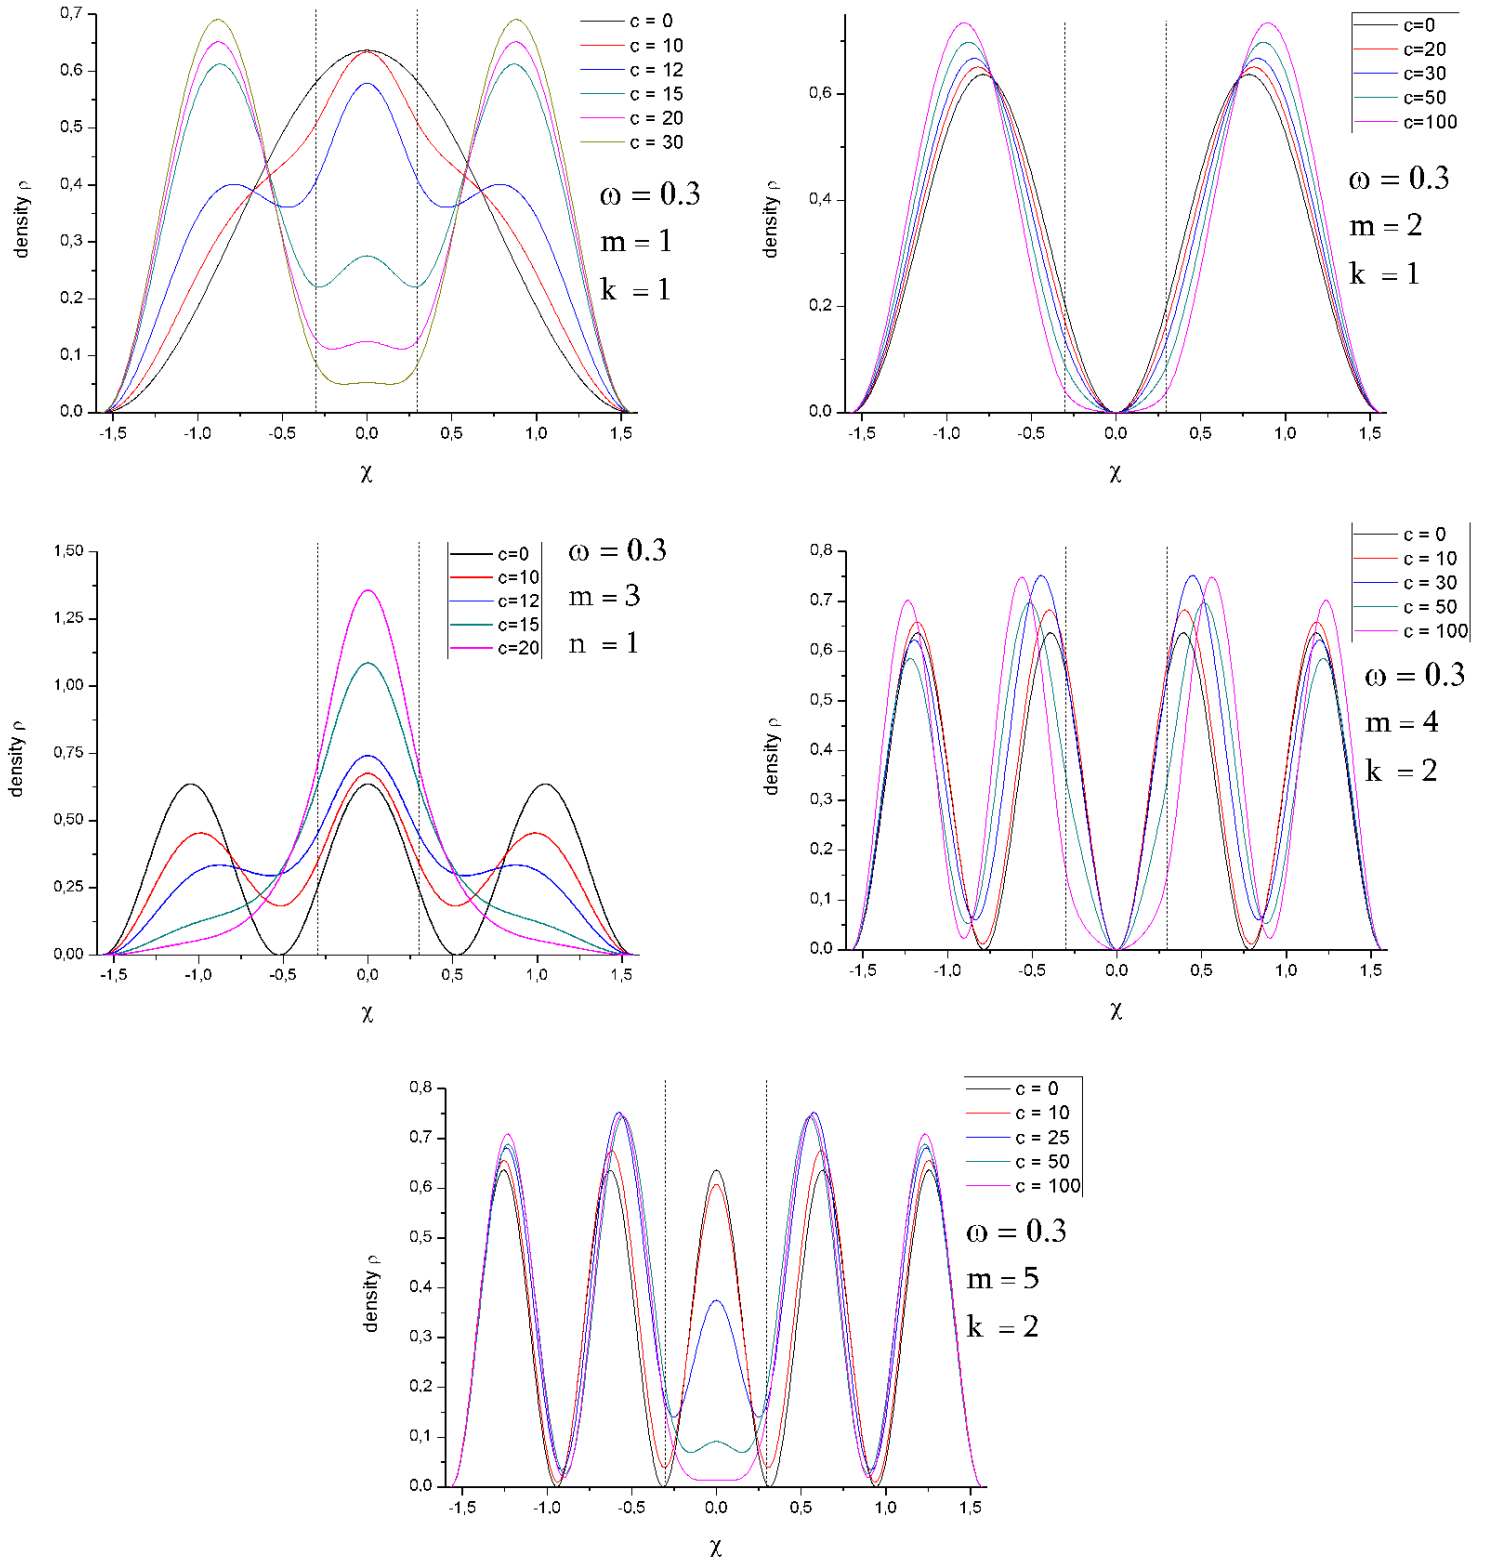 0,7
0,6
0,5
0,4
0,3
0,2
0,1
0,0
density ρ
-1,5
-1,0
-0,5
0,0
0,5
1,0
1,5
χ
c = 0
c = 10
c = 12
c = 15
c = 20
c = 30
ω = 0.3
m = 1
k = 1
0,6
0,4
0,2
0,0
density ρ
-1,5
-1,0
-0,5
0,0
0,5
1,0
1,5
χ
c=0
c=20
c=30
c=50
c=100
ω = 0.3
m = 2
k = 1
1,50
1,25
1,00
0,75
0,50
0,25
0,00
density ρ
-1,5
-1,0
-0,5
0,0
0,5
1,0
1,5
χ
c=0
c=10
c=12
c=15
c=20
ω = 0.3
m = 3
n = 1
0,8
0,7
0,6
0,5
0,4
0,3
0,2
0,1
0,0
density ρ
-1,5
-1,0
-0,5
0,0
0,5
1,0
1,5
χ
c = 0
c = 10
c = 30
c = 50
c = 100
ω = 0.3
m = 4
k = 2
0,8
0,7
0,6
0,5
0,4
0,3
0,2
0,1
0,0
density ρ
-1,5
-1,0
-0,5
0,0
0,5
1,0
1,5
χ
c = 0
c = 10
c = 25
c = 50
c = 100
ω = 0.3
m = 5
k = 2